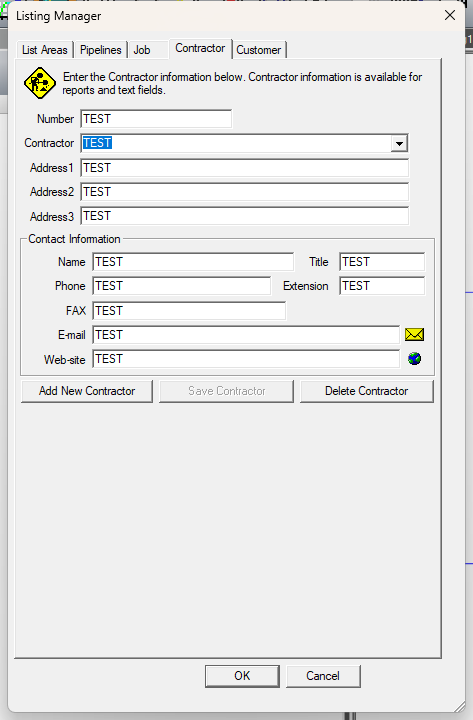 Listing Manager
List Areas Pipelines Job Contractor Customer
Enter the Contractor information below. Contractor information is available for
reports and text fields.
Number TEST
Contractor TEST
Address1 TEST
Address2 TEST
Address3 TEST
Contact Information
Name TEST Title TEST
Phone TEST Extension TEST
FAX TEST
E-mail TEST
Web-site TEST
Add New Contractor Save Contractor Delete Contractor
OK Cancel